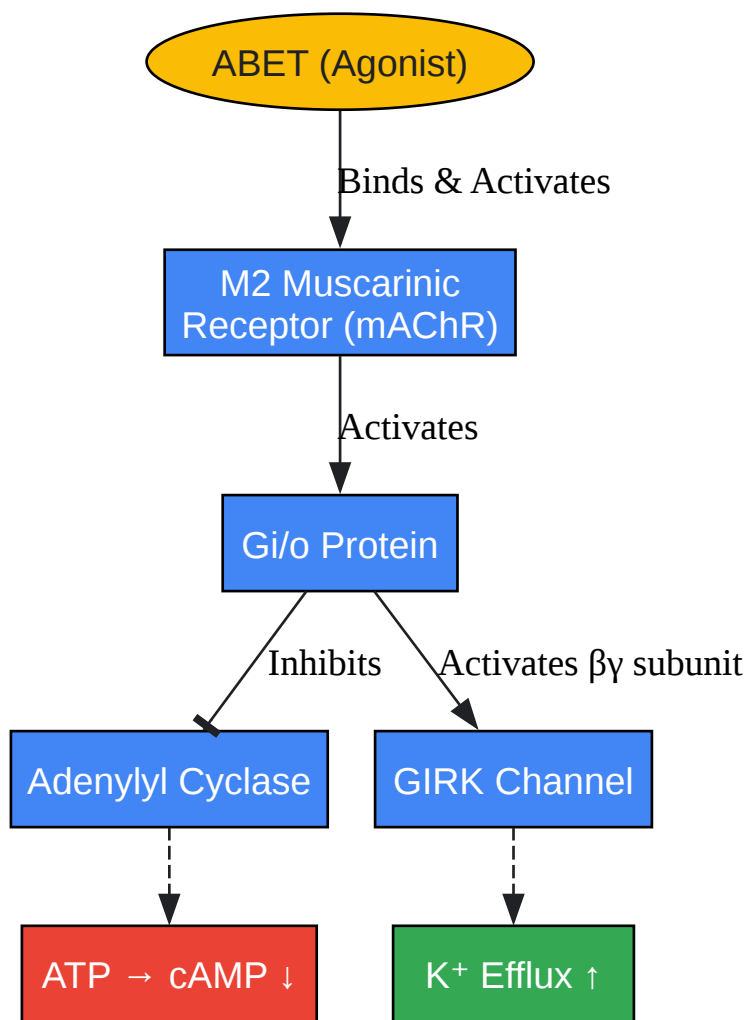 ABET (Agonist)
Binds & Activates
M2 Muscarinic
Receptor (mAChR)
Activates
Gi/o Protein
Inhibits
Activates βγ subunit
Adenylyl Cyclase
GIRK Channel
ATP → cAMP ↓
K⁺ Efflux ↑